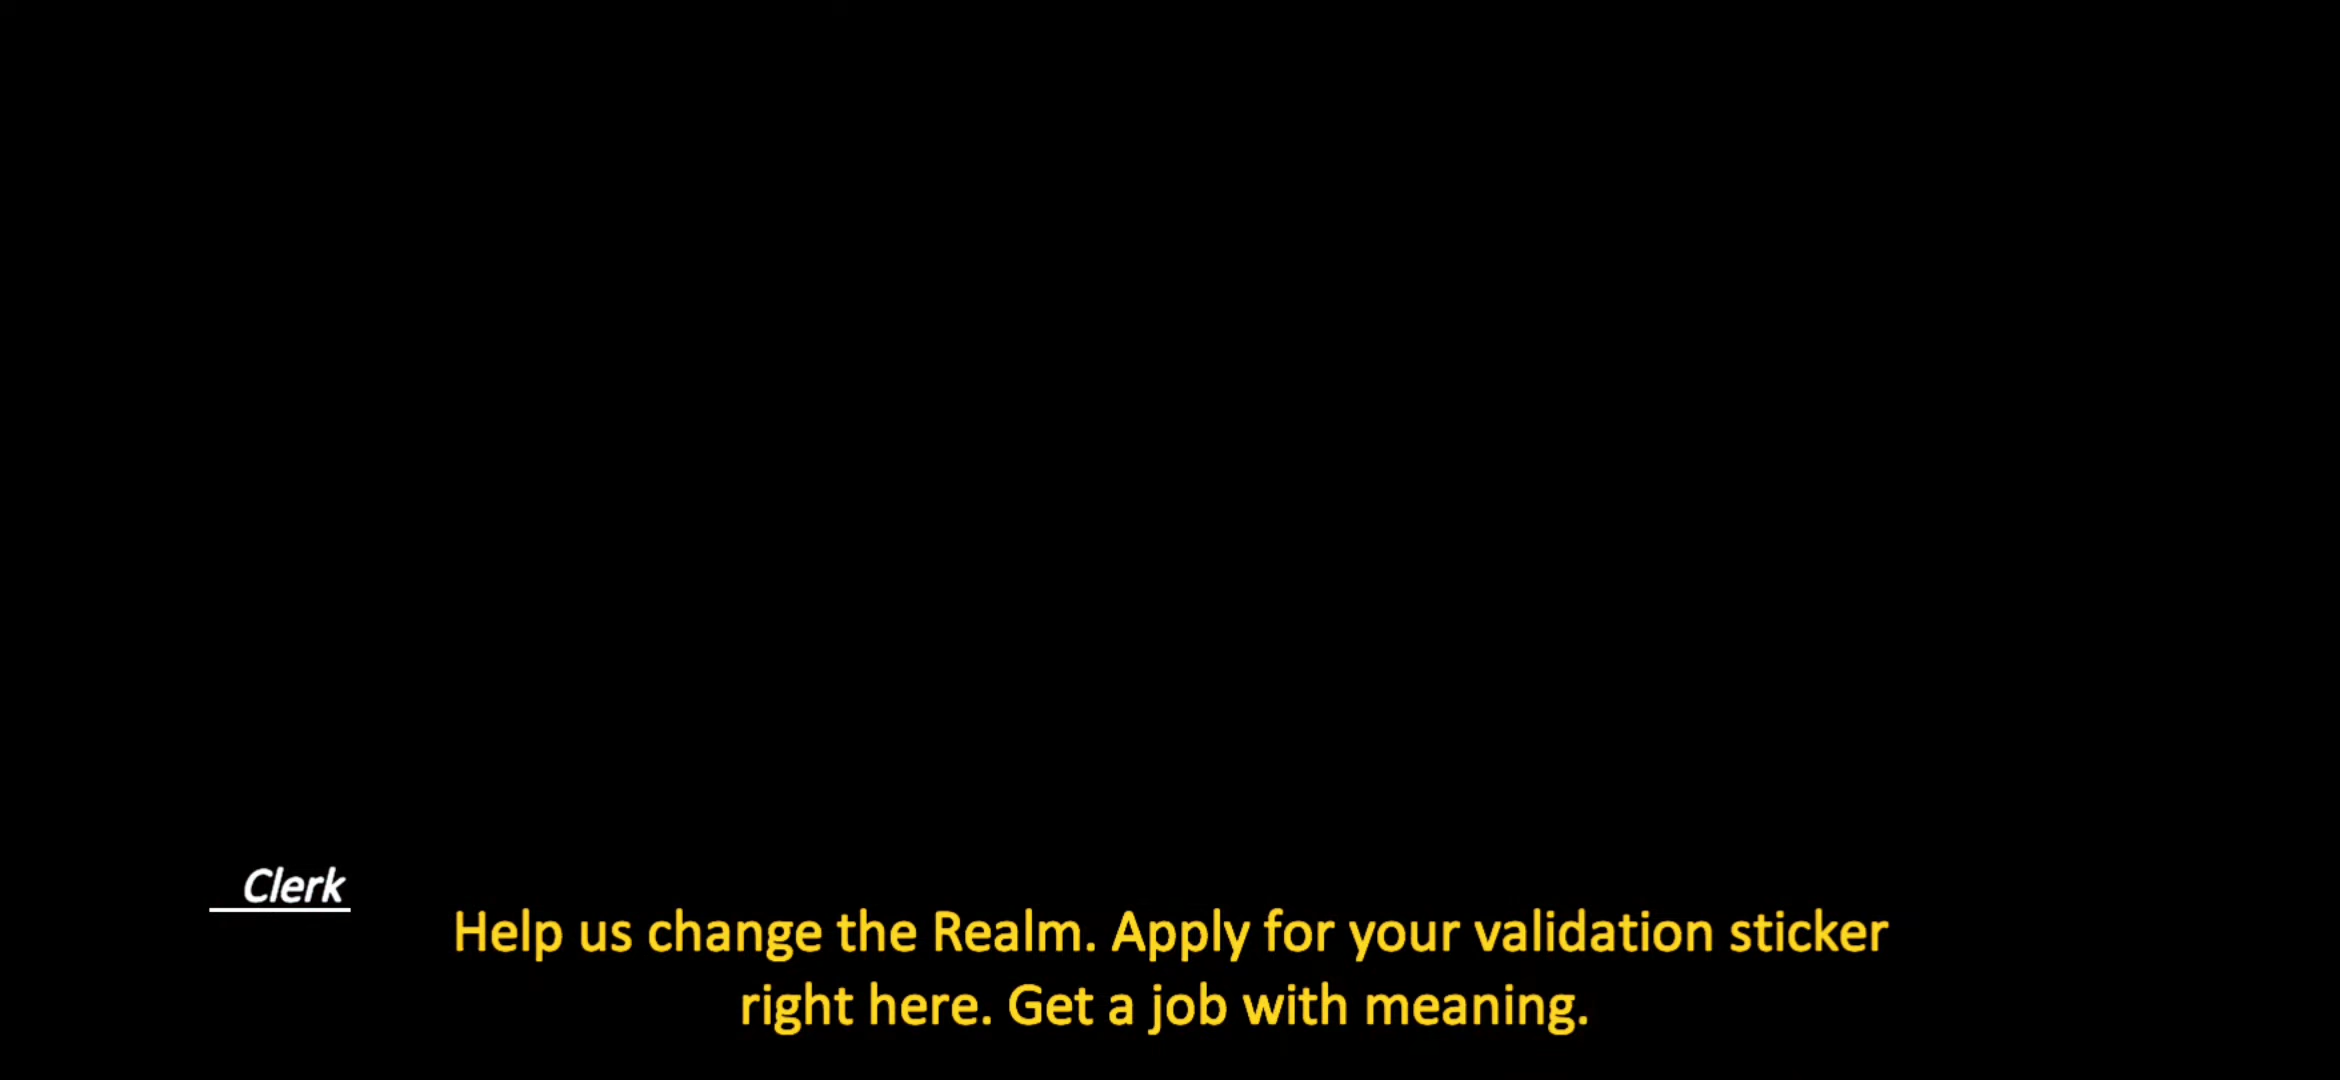 Clerk
Help us change the Realm. Apply for your validation sticker
right here. Get a job with meaning.